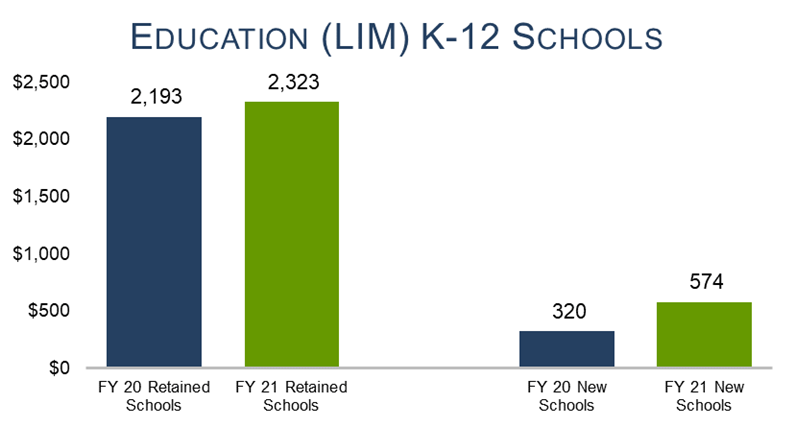 EDUCATION (LIM) K-12 SCHOOLS
$2,500
$2,000
$1,500
$1,000
$500
$0
2,193
2,323
320
574
FY 20 Retained
Schools
FY 21 Retained
Schools
FY 20 New
Schools
FY 21 New
Schools